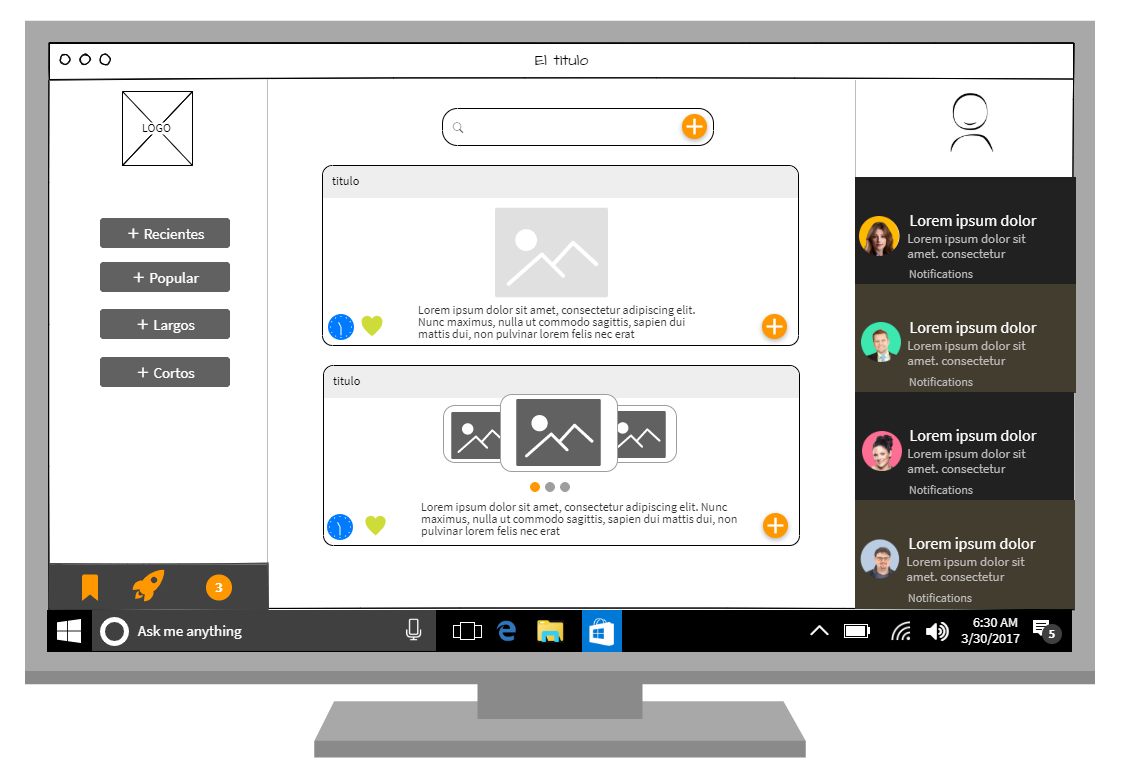 El titulo
LOGO
+ Recientes
+ Popular
+ Largos
+ Cortos
3
titulo
Lorem ipsum dolor sit amet, consectetur adipiscing elit.
Nunc maximus, nulla ut commodo sagittis, sapien dui
mattis dui, non pulvinar lorem felis nec erat
titulo
Lorem ipsum dolor sit amet, consectetur adipiscing elit. Nunc
maximus, nulla ut commodo sagittis, sapien dui mattis dui, non
pulvinar lorem felis nec erat
Lorem ipsum dolor
Lorem ipsum dolor sit
amet. consectetur
Notifications
Lorem ipsum dolor
Lorem ipsum dolor sit
amet. consectetur
Notifications
Lorem ipsum dolor
Lorem ipsum dolor sit
amet. consectetur
Notifications
Lorem ipsum dolor
Lorem ipsum dolor sit
amet. consectetur
Notifications
Ask me anything
6:30 AM
3/30/2017
5